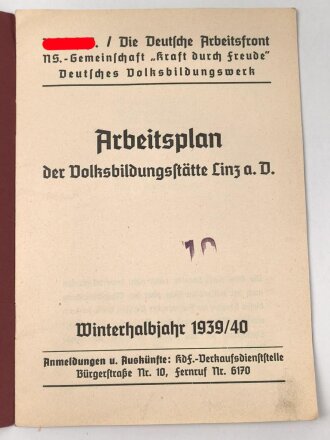 / Die Deutsche Arbeitsfront
NS.-Gemeinschaft „Kraft durch Freude"
Deutsches Volksbildungswerk
Arbeitsplan
der Volksbildungsstätte Linz a. D.
10
Winterhalbjahr 1939/40
Anmeldungen u. Auskünfte: KdF.-Verkaufsdienststelle
Bürgerstraße Nr. 10, Fernruf Nr. 6170